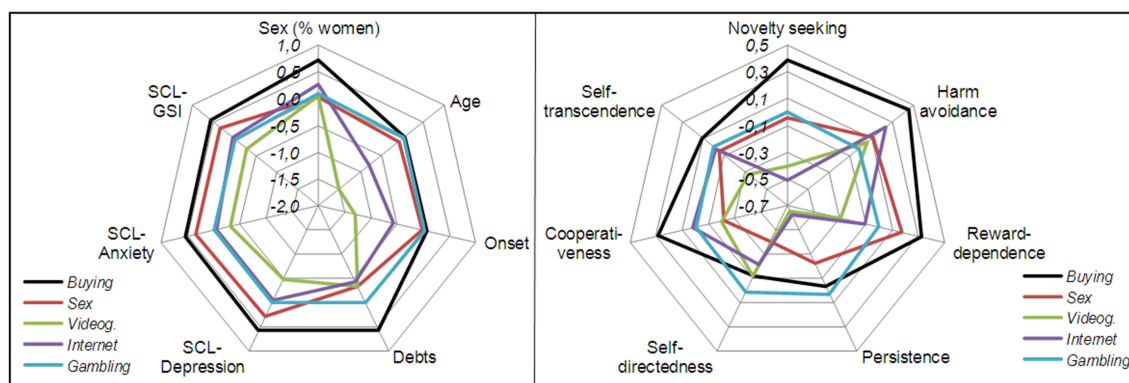 Sex (% women)
1,0
0,5
0,0
-0,5
-1,0
-1,5
-2,0
Age
Onset
Debts
SCL-
Depression
SCL-
Anxiety
SCL-
GSI
Buying
Sex
Videog.
Internet
Gambling
Novelty seeking
0,5
0,3
0,1
-0,1
-0,3
-0,5
-0,7
Harm
avoidance
Reward-
dependence
Persistence
Self-
directedness
Cooperati-
veness
Self-
transcendence
Buying
Sex
Videog.
Internet
Gambling